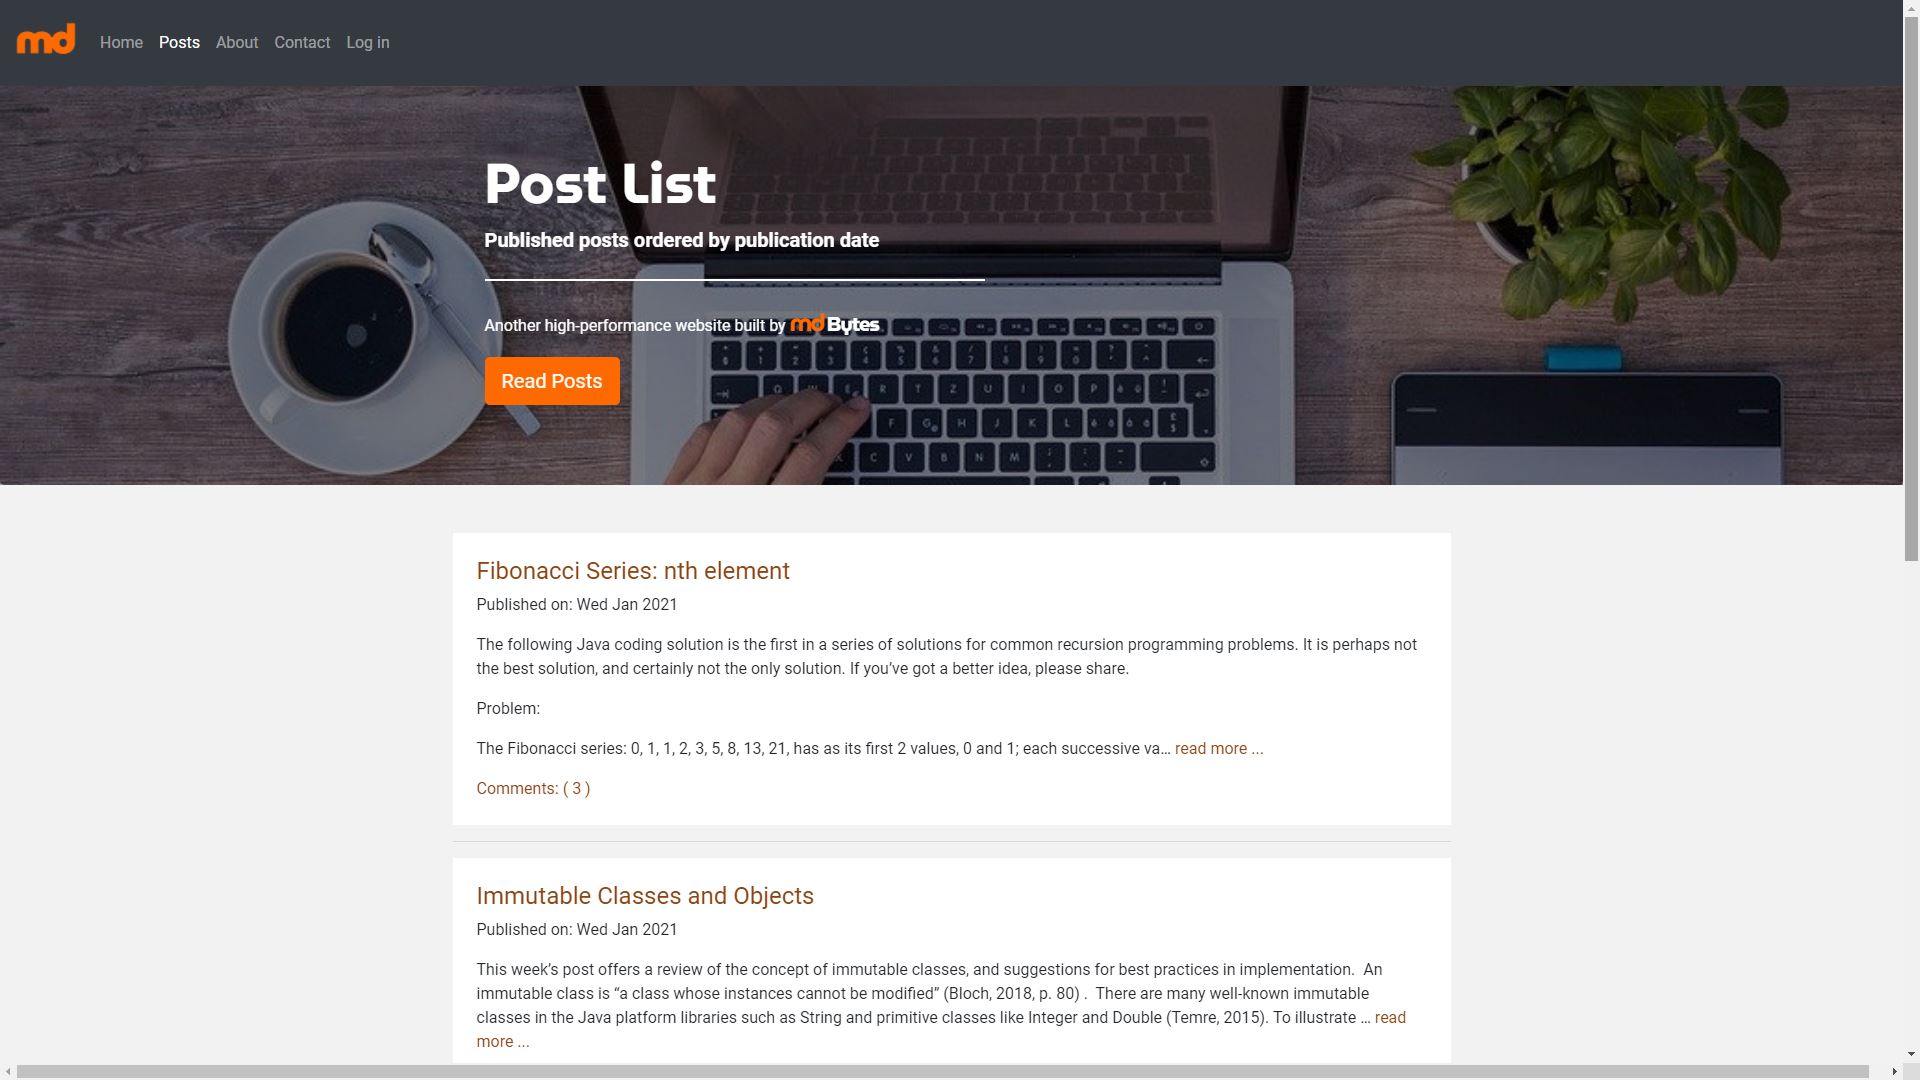 md Home Posts About Contact Log in
Post List
Published posts ordered by publication date
Another high-performance website built by mdBytes
Read Posts
Fibonacci Series: nth element
Published on: Wed Jan 2021
The following Java coding solution is the first in a series of solutions for common recursion programming problems. It is perhaps not
the best solution, and certainly not the only solution. If you’ve got a better idea, please share.
Problem:
The Fibonacci series: 0, 1, 1, 2, 3, 5, 8, 13, 21, has as its first 2 values, 0 and 1; each successive va… read more ...
Comments: ( 3 )
Immutable Classes and Objects
Published on: Wed Jan 2021
This week’s post offers a review of the concept of immutable classes, and suggestions for best practices in implementation.  An
immutable class is “a class whose instances cannot be modified” (Bloch, 2018, p. 80) .  There are many well-known immutable
classes in the Java platform libraries such as String and primitive classes like Integer and Double (Temre, 2015). To illustrate … read
more ...